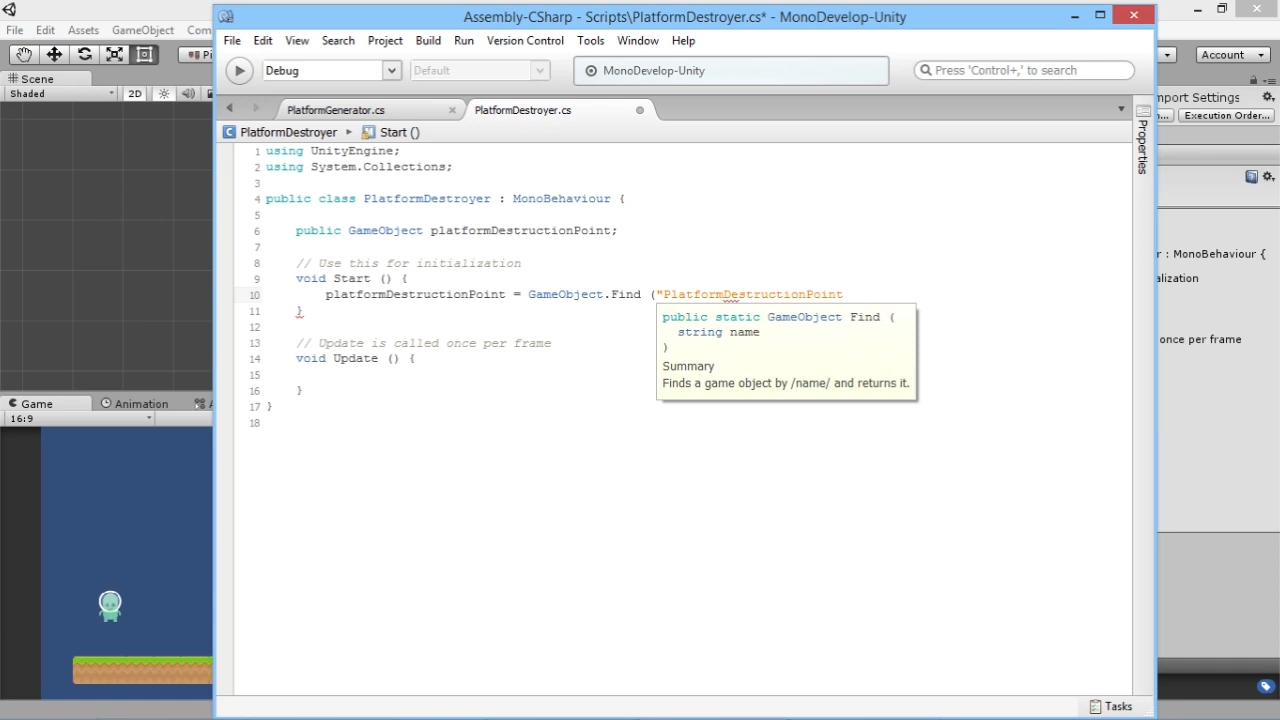 Assembly-CSharp - Scripts\PlatformDestroyer.cs* - MonoDevelop-Unity
File Edit Assets GameObject Com
File Edit View Search Project Build Run Version Control Tools Window Help
Account
Scene
Debug
Default
MonoDevelop-Unity
Press 'Control+,' to search
Shaded
2D
mport Settings
PlatformGenerator.cs
PlatformDestroyer.cs
Execution Order...
PlatformDestroyer
Start ()
Properties
1 using UnityEngine;
2 using System.Collections;
3
4 public class PlatformDestroyer : MonoBehaviour {
5
6 public GameObject platformDestructionPoint;
7
8 // Use this for initialization
9 void Start () {
10 platformDestructionPoint = GameObject.Find ("PlatformDestructionPoint
11 }
12
13 // Update is called once per frame
14 void Update () {
15
16 }
17 }
18
public static GameObject Find (
string name
)
Summary
Finds a game object by /name/ and returns it.
r : MonoBehaviour {
ialization
once per frame
Game
Animation
16:9
Tasks